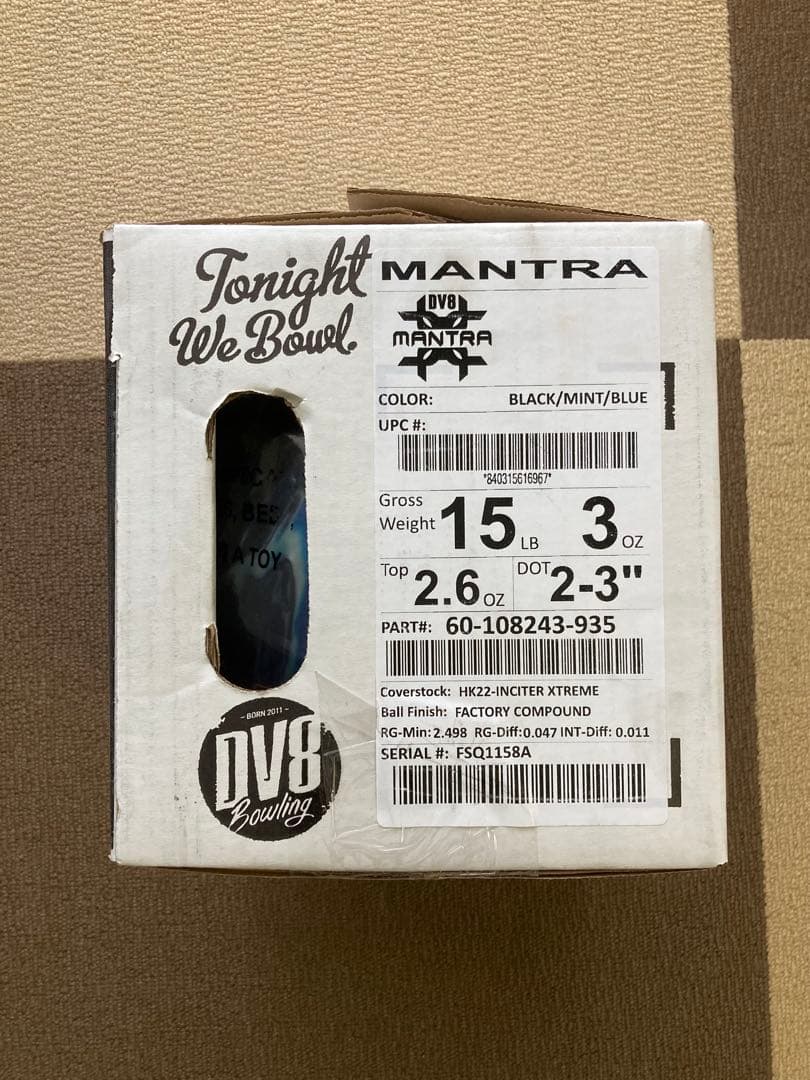 Tonight
We Bowl.
MANTRA
DV8
MANTRA
COLOR: BLACK/MINT/BLUE
UPC #:
*840315616967*
Gross Weight 15 LB 3 OZ
Top 2.6 OZ DOT 2-3"
PART#: 60-108243-935
Coverstock: HK22-INCITER XTREME
Ball Finish: FACTORY COMPOUND
RG-Min: 2.498 RG-Diff: 0.047 INT-Diff: 0.011
SERIAL #: FSQ1158A
A TOY
- BORN 2011 -
DV8
Bowling